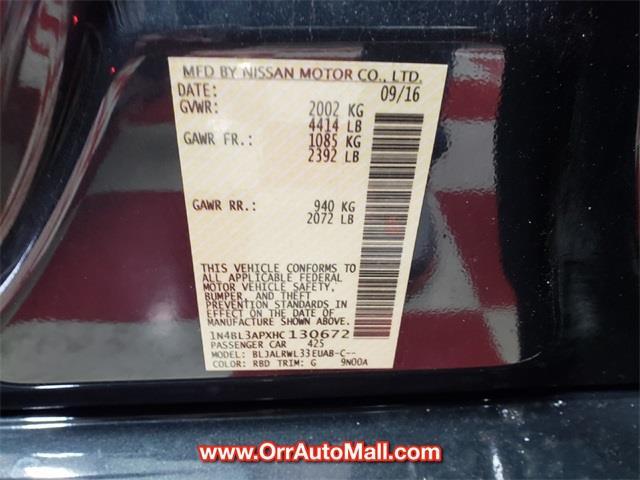 MFD BY NISSAN MOTOR CO., LTD.
DATE: 09/16
GVWR: 2002 KG
4414 LB
GAWR FR.: 1085 KG
2392 LB
GAWR RR.: 940 KG
2072 LB
THIS VEHICLE CONFORMS TO
ALL APPLICABLE FEDERAL
MOTOR VEHICLE SAFETY,
BUMPER, AND THEFT
PREVENTION STANDARDS IN
EFFECT ON THE DATE OF
MANUFACTURE SHOWN ABOVE.
1N4BL3APXHC130672
PASSENGER CAR 425
MODEL: BLJALRWL33EUAB-C--
COLOR: RBD TRIM: G 9N00A
www.OrrAutoMall.com